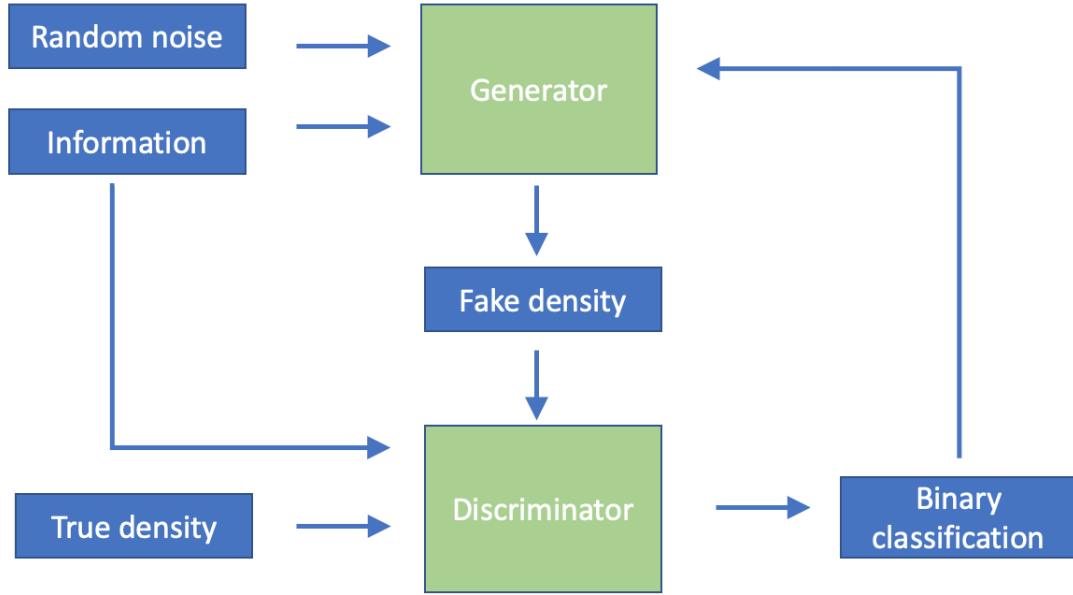 Random noise
Generator
Information
Fake density
Discriminator
True density
Binary
classification